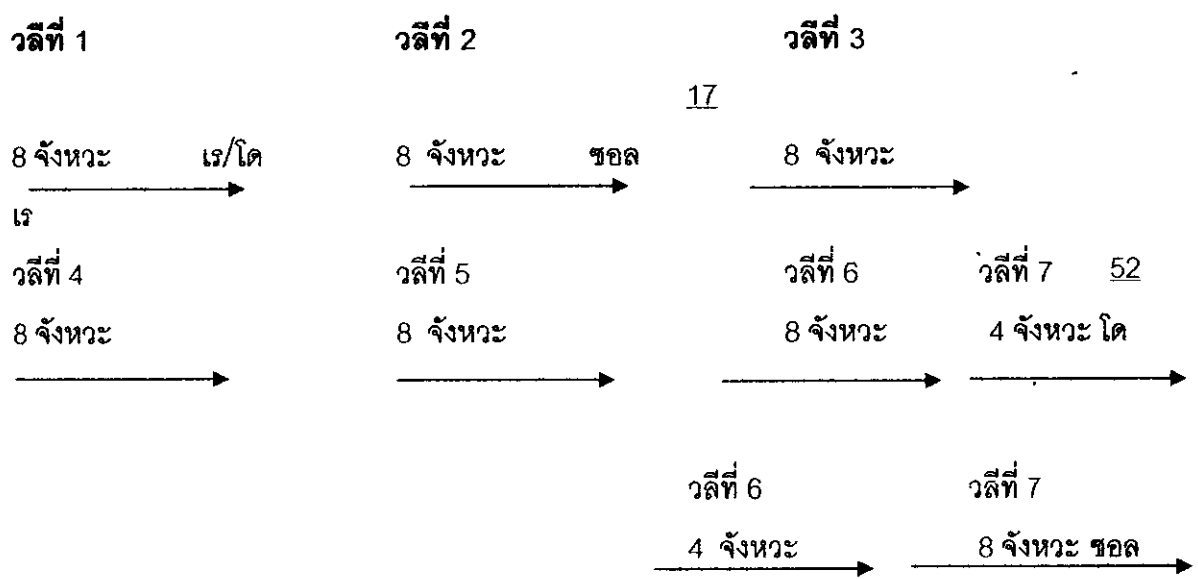 วลีที่ 1 วลีที่ 2 วลีที่ 3
17
8 จังหวะ เร/โด 8 จังหวะ ซอล 8 จังหวะ
เร
วลีที่ 4 วลีที่ 5 วลีที่ 6 วลีที่ 7 52
8 จังหวะ 8 จังหวะ 8 จังหวะ 4 จังหวะ โด
วลีที่ 6 วลีที่ 7
4 จังหวะ 8 จังหวะ ซอล